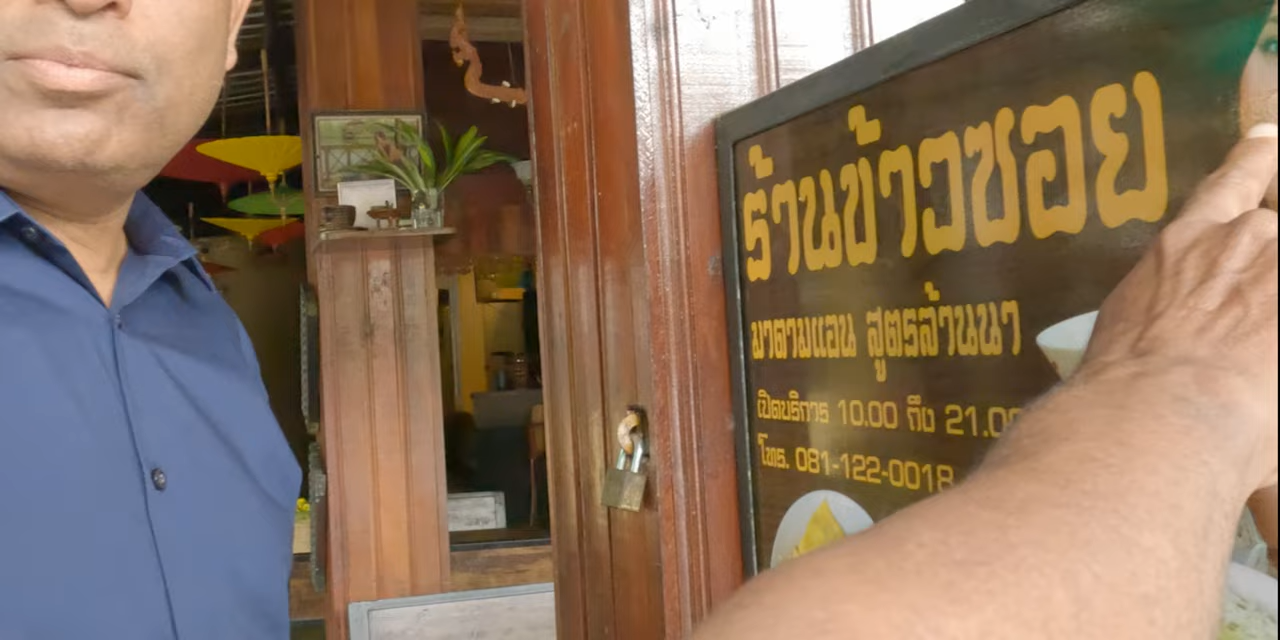 ร้านข้าวซอย
มาดามแอน สูตรล้านนา
เปิดบริการ 10.00 ถึง 21.00
โทร. 081-122-0018